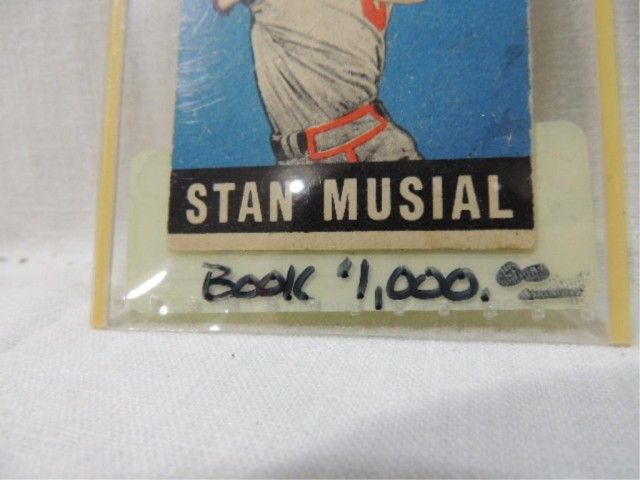 STAN MUSIAL
BOOK $1,000.00